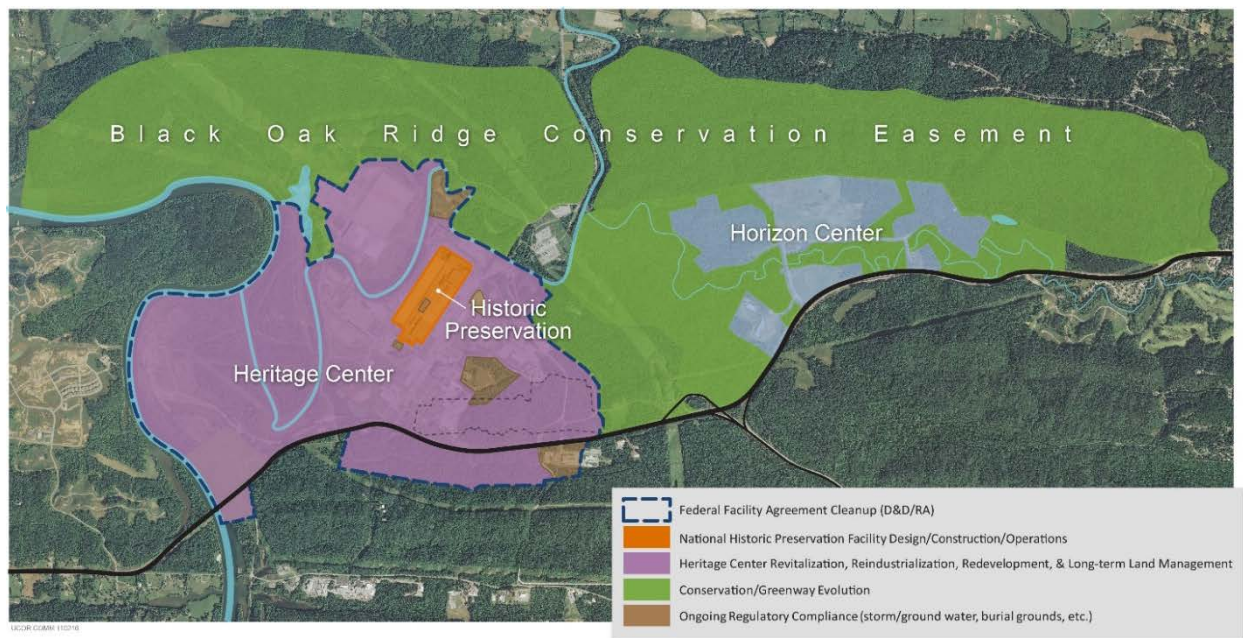 Black Oak Ridge Conservation Easement
Horizon Center
Historic
Preservation
Heritage Center
Federal Facility Agreement Cleanup (D&D/RA)
National Historic Preservation Facility Design/Construction/Operations
Heritage Center Revitalization, Reindustrialization, Redevelopment, & Long-term Land Management
Conservation/Greenway Evolution
Ongoing Regulatory Compliance (storm/ground water, burial grounds, etc.)